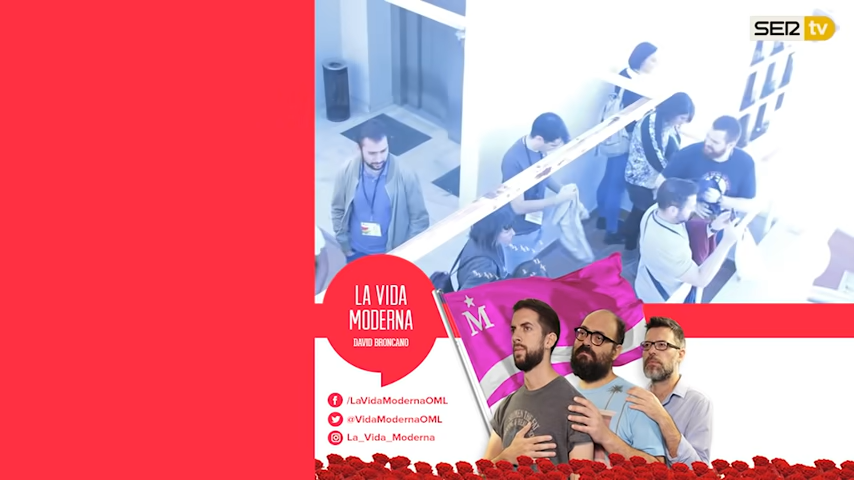 SER tv
LA VIDA
MODERNA
DAVID BRONCANO
M
/LaVidaModernaOML
@VidaModernaOML
La_Vida_Moderna